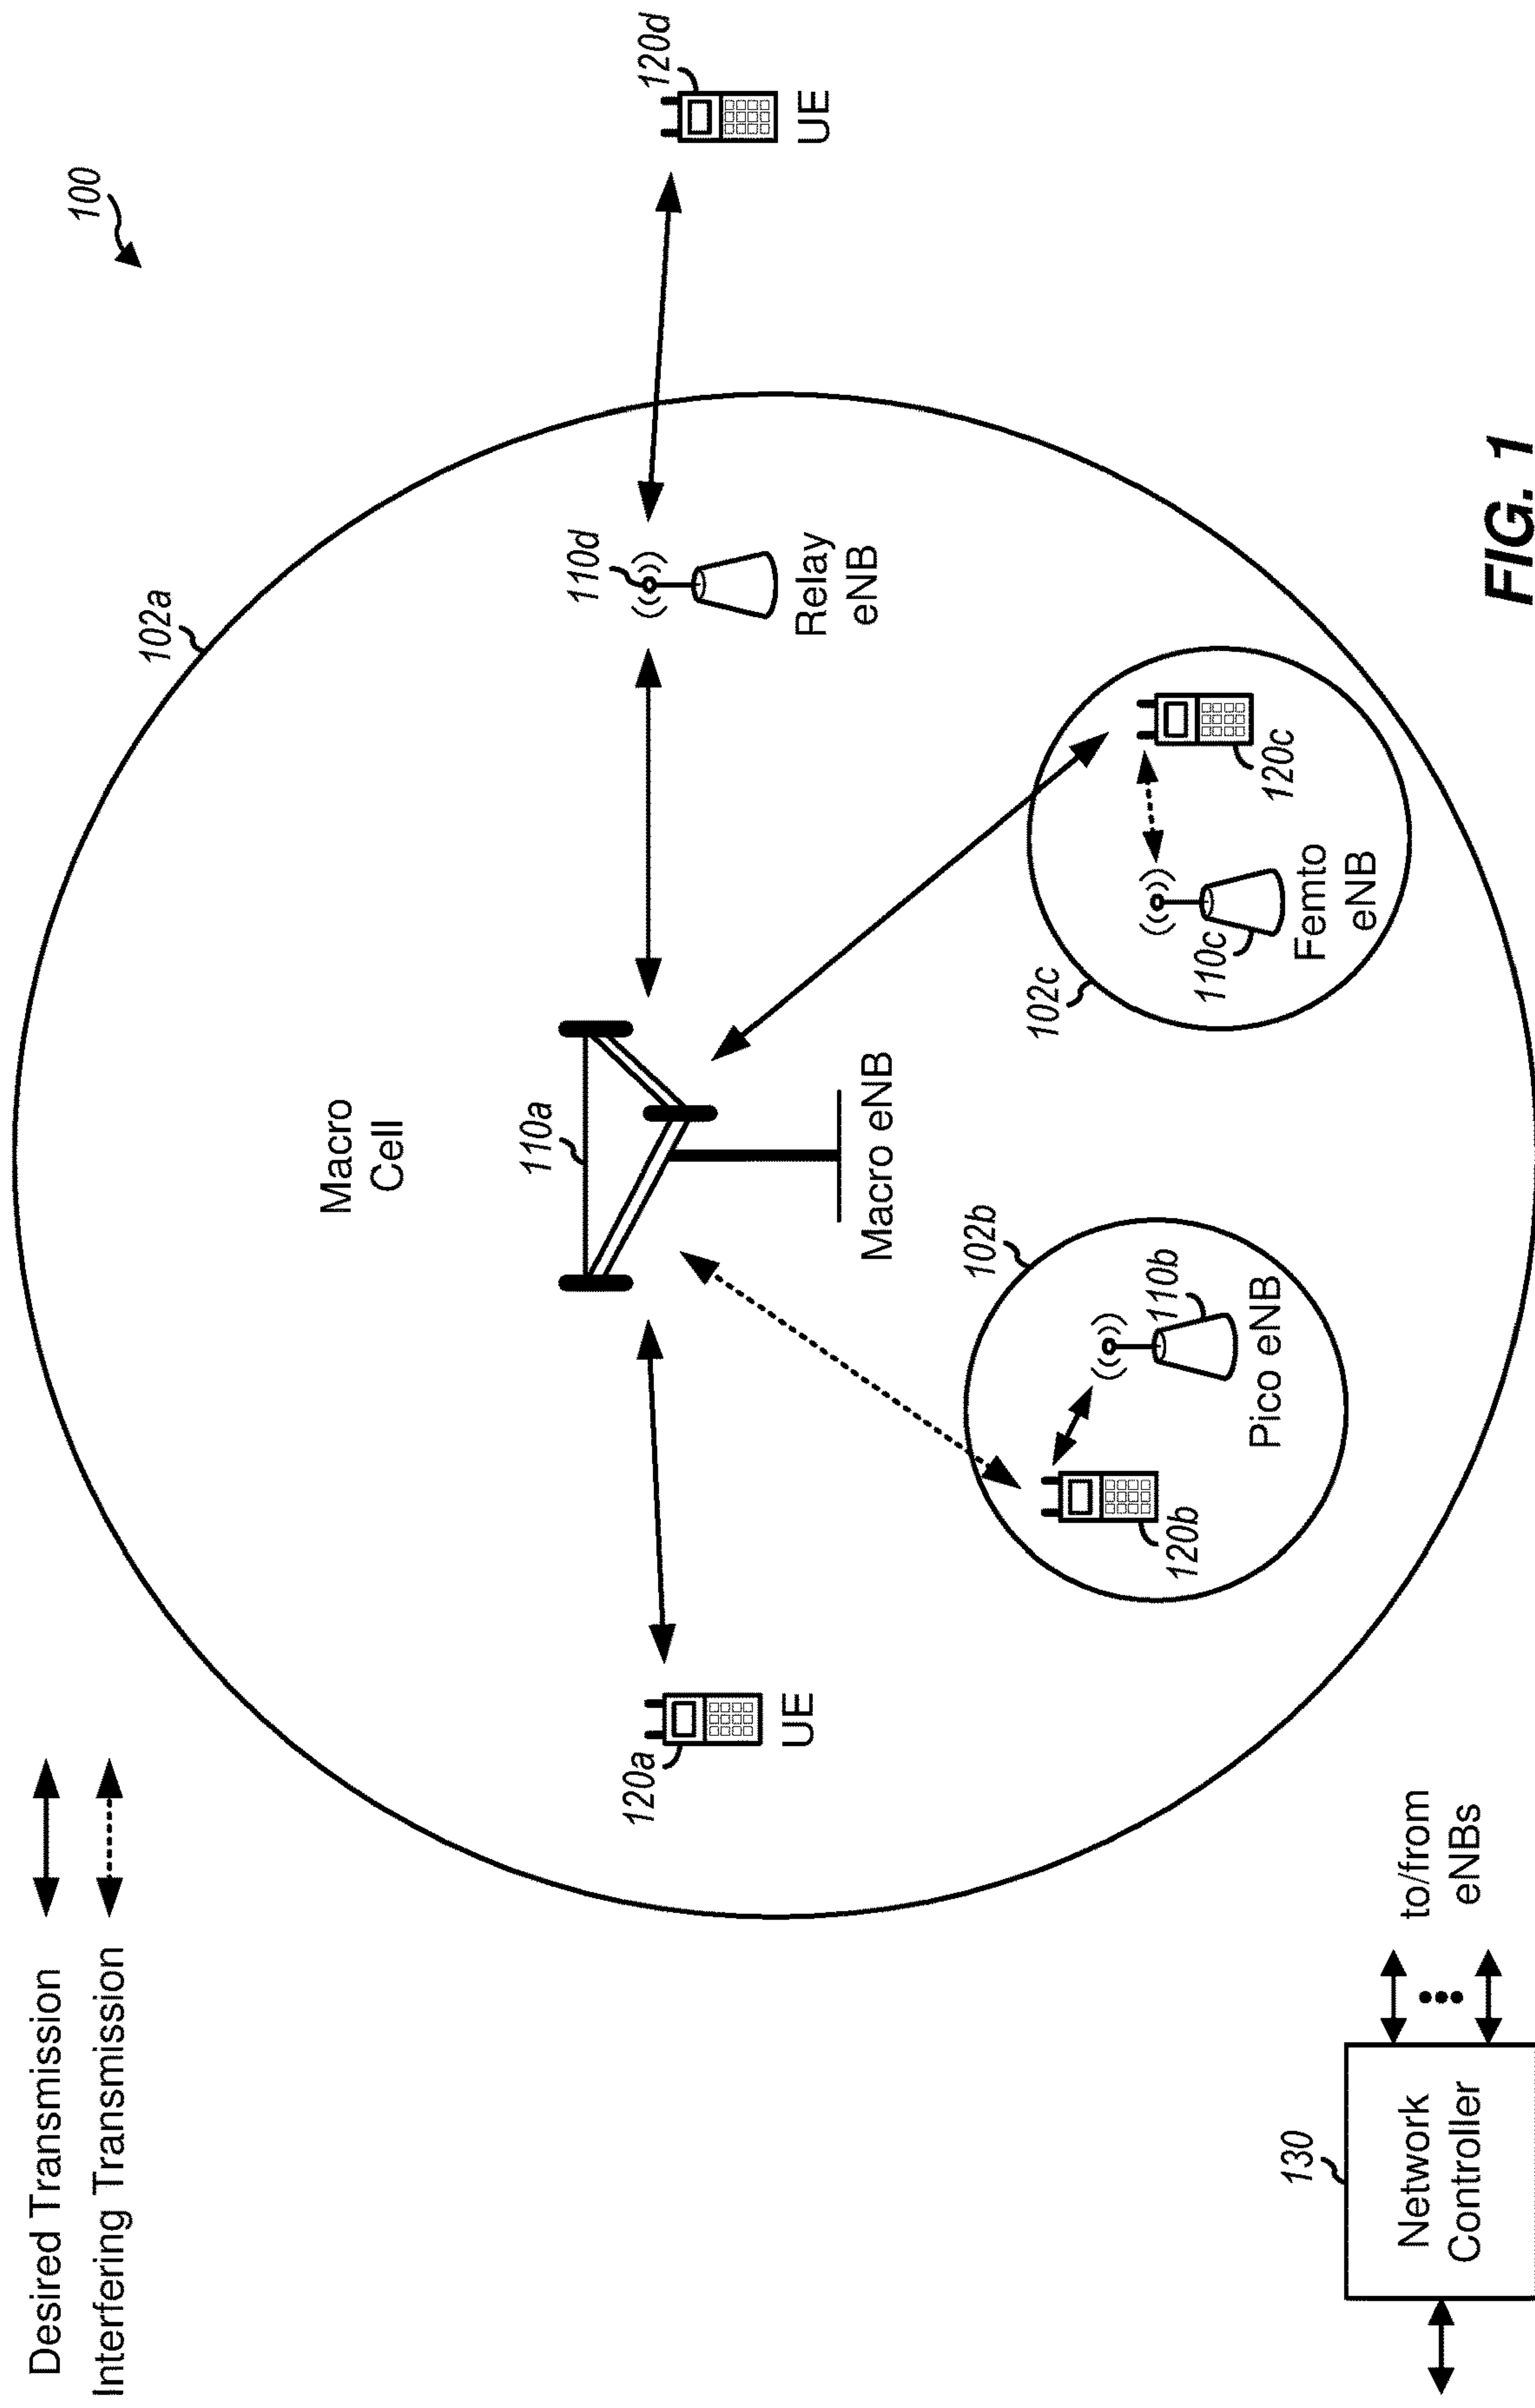 Desired Transmission
Interfering Transmission
100
102a
Macro
Cell
110a
Macro eNB
120a
UE
110d
Relay
eNB
120d
UE
102b
110b
Pico eNB
120b
102c
110c
Femto
eNB
120c
130
Network
Controller
to/from
eNBs
FIG. 1